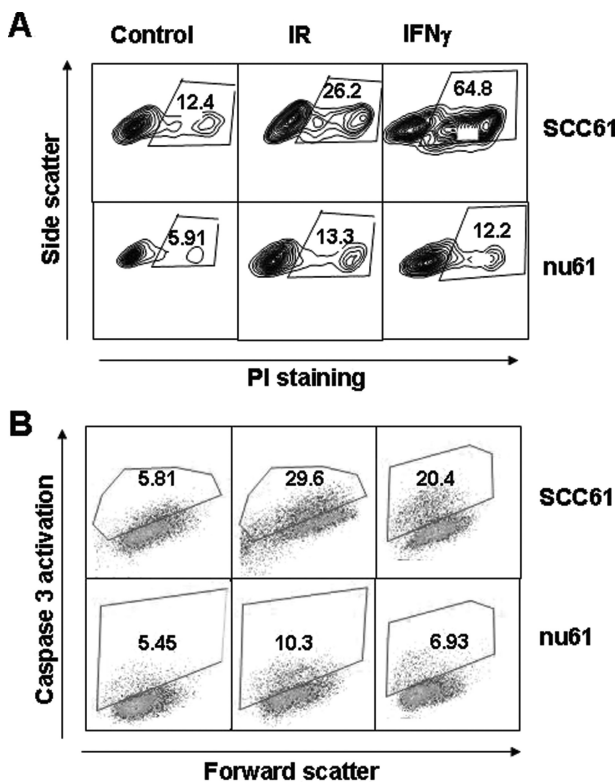 A
Control IR IFNγ
12.4 26.2 64.8
SCC61
Side scatter
5.91 13.3 12.2
nu61
PI staining
B
5.81 29.6 20.4
SCC61
Caspase 3 activation
5.45 10.3 6.93
nu61
Forward scatter